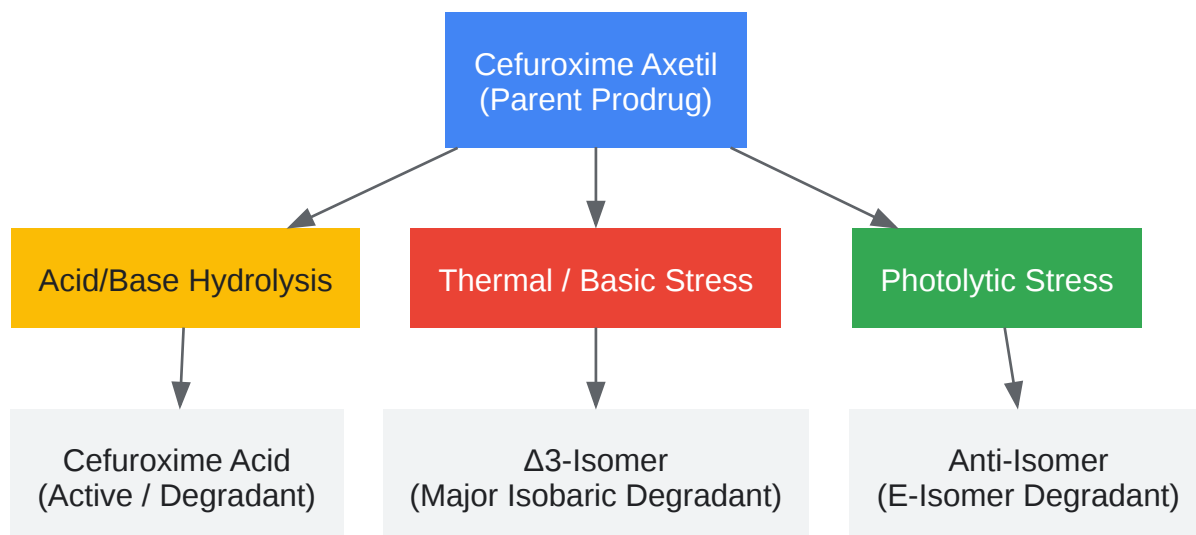 Cefuroxime Axetil
(Parent Prodrug)
Acid/Base Hydrolysis
Thermal / Basic Stress
Photolytic Stress
Cefuroxime Acid
(Active / Degradant)
Δ3-Isomer
(Major Isobaric Degradant)
Anti-Isomer
(E-Isomer Degradant)